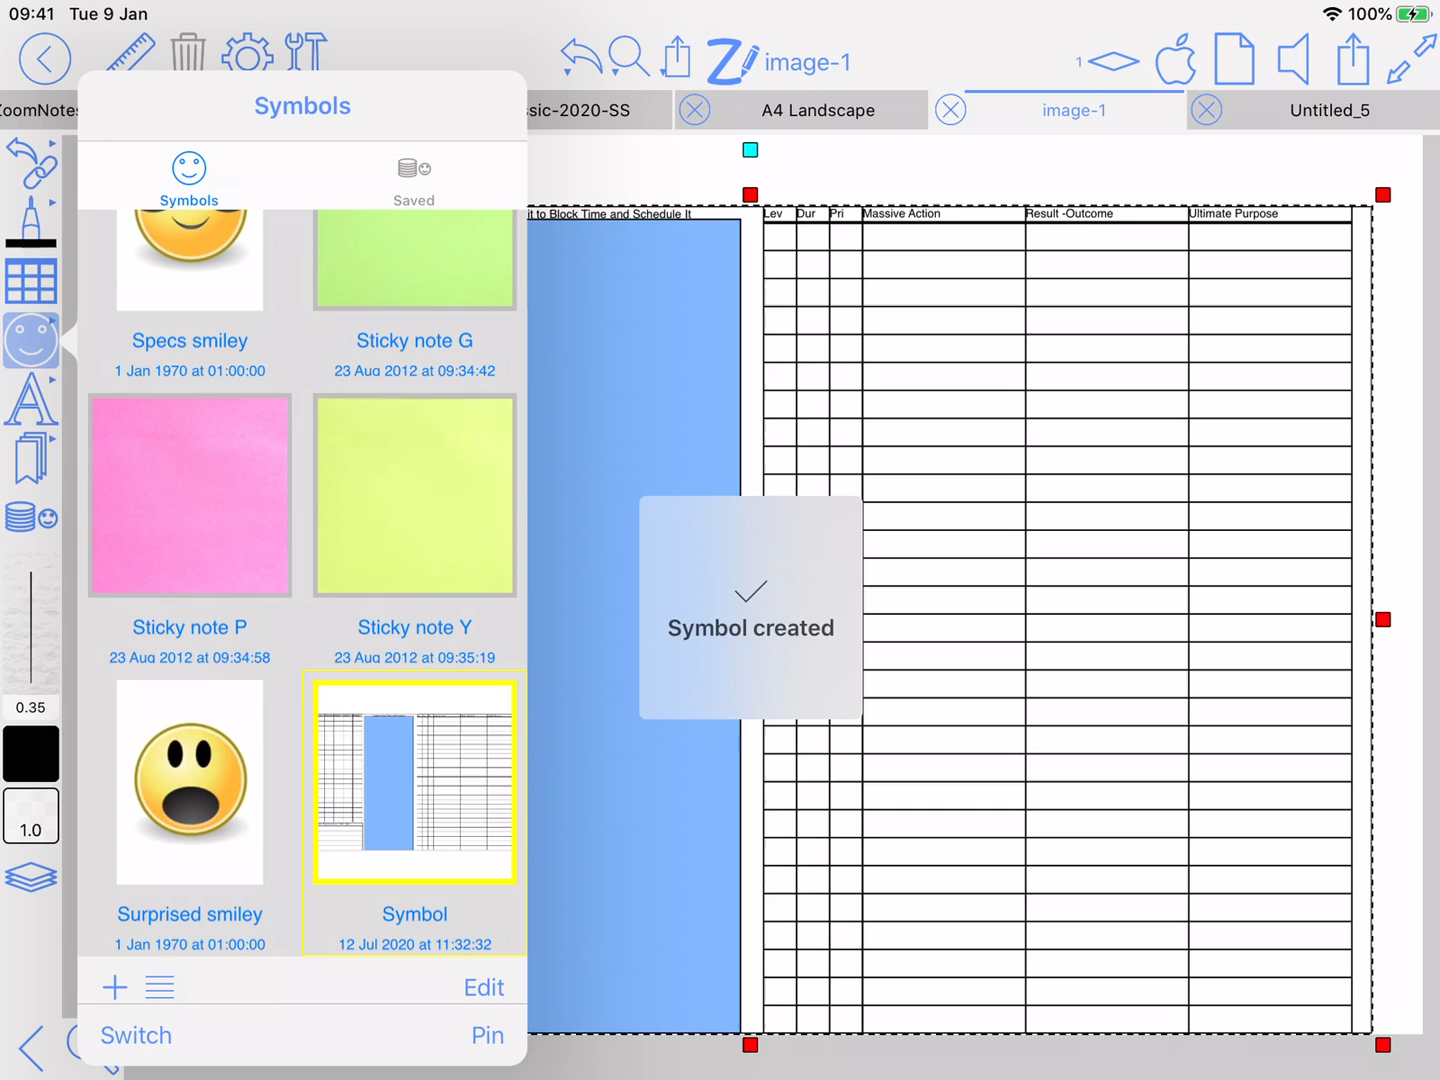 09:41 Tue 9 Jan
100%
image-1
1
ZoomNotes
ssic-2020-SS
A4 Landscape
image-1
Untitled_5
Symbols
Symbols
Saved
it to Block Time and Schedule It
Lev Dur Pri Massive Action Result -Outcome Ultimate Purpose
Specs smiley
1 Jan 1970 at 01:00:00
Sticky note G
23 Aug 2012 at 09:34:42
Sticky note P
23 Aug 2012 at 09:34:58
Sticky note Y
23 Aug 2012 at 09:35:19
Symbol created
0.35
1.0
Surprised smiley
1 Jan 1970 at 01:00:00
Symbol
12 Jul 2020 at 11:32:32
Edit
Switch
Pin